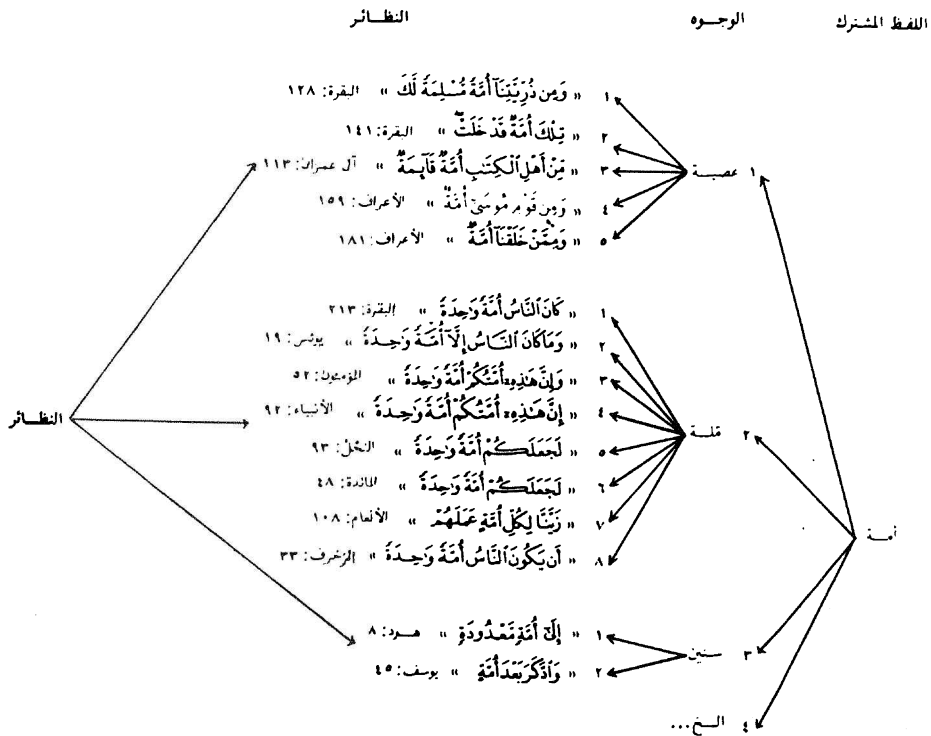 اللفظ المشترك الوجوه النظائر
١ « وَمِن ذُرِّيَّتِنَآ أُمَّةً مُّسْلِمَةً لَّكَ » البقرة: ١٢٨
٢ « تِلْكَ أُمَّةٌ قَدْ خَلَتْ » البقرة: ١٤١
١ عصبة ٣ « مِّنْ أَهْلِ ٱلْكِتَٰبِ أُمَّةٌ قَآئِمَةٌ » آل عمران: ١١٣
٤ « وَمِن قَوْمِ مُوسَىٰٓ أُمَّةٌ » الأعراف: ١٥٩
٥ « وَمِمَّنْ خَلَقْنَآ أُمَّةٌ » الأعراف: ١٨١
١ « كَانَ ٱلنَّاسُ أُمَّةً وَٰحِدَةً » البقرة: ٢١٣
٢ « وَمَا كَانَ ٱلنَّاسُ إِلَّآ أُمَّةً وَٰحِدَةً » يونس: ١٩
٣ « وَإِنَّ هَٰذِهِۦٓ أُمَّتُكُمْ أُمَّةً وَٰحِدَةً » المؤمنون: ٥٢
٤ « إِنَّ هَٰذِهِۦٓ أُمَّتُكُمْ أُمَّةً وَٰحِدَةً » الأنبياء: ٩٢
النظائر
٢ ملة
٥ « لَجَعَلَكُمْ أُمَّةً وَٰحِدَةً » النحل: ٩٣
٦ « لَجَعَلَكُمْ أُمَّةً وَٰحِدَةً » المائدة: ٤٨
٧ « زَيَّنَّا لِكُلِّ أُمَّةٍ عَمَلَهُمْ » الأنعام: ١٠٨
أمة
٨ « أَن يَكُونَ ٱلنَّاسُ أُمَّةً وَٰحِدَةً » الزخرف: ٣٣
١ « إِلَىٰٓ أُمَّةٍ مَّعْدُودَةٍ » هود: ٨
٣ سنين
٢ « وَٱدَّكَرَ بَعْدَ أُمَّةٍ » يوسف: ٤٥
٤ الخ...